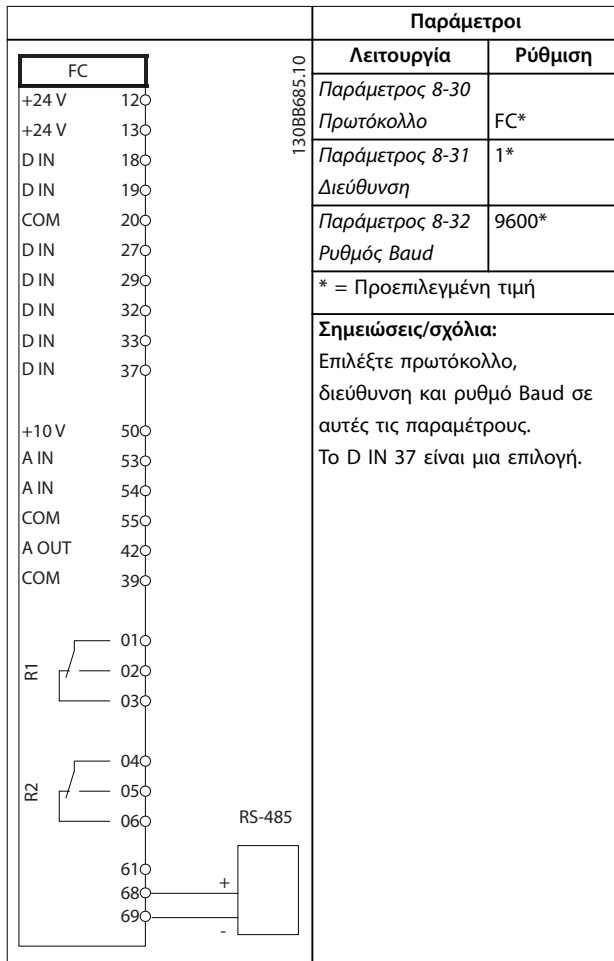 FC
+24 V 12
+24 V 13
D IN 18
D IN 19
COM 20
D IN 27
D IN 29
D IN 32
D IN 33
D IN 37
+10 V 50
A IN 53
A IN 54
COM 55
A OUT 42
COM 39
R1
01
02
03
R2
04
05
06
RS-485
61
68 +
69 -
130BB685.10
Παράμετροι
Λειτουργία Ρύθμιση
Παράμετρος 8-30
Πρωτόκολλο FC*
Παράμετρος 8-31 1*
Διεύθυνση
Παράμετρος 8-32 9600*
Ρυθμός Baud
* = Προεπιλεγμένη τιμή
Σημειώσεις/σχόλια:
Επιλέξτε πρωτόκολλο,
διεύθυνση και ρυθμό Baud σε
αυτές τις παραμέτρους.
Το D IN 37 είναι μια επιλογή.